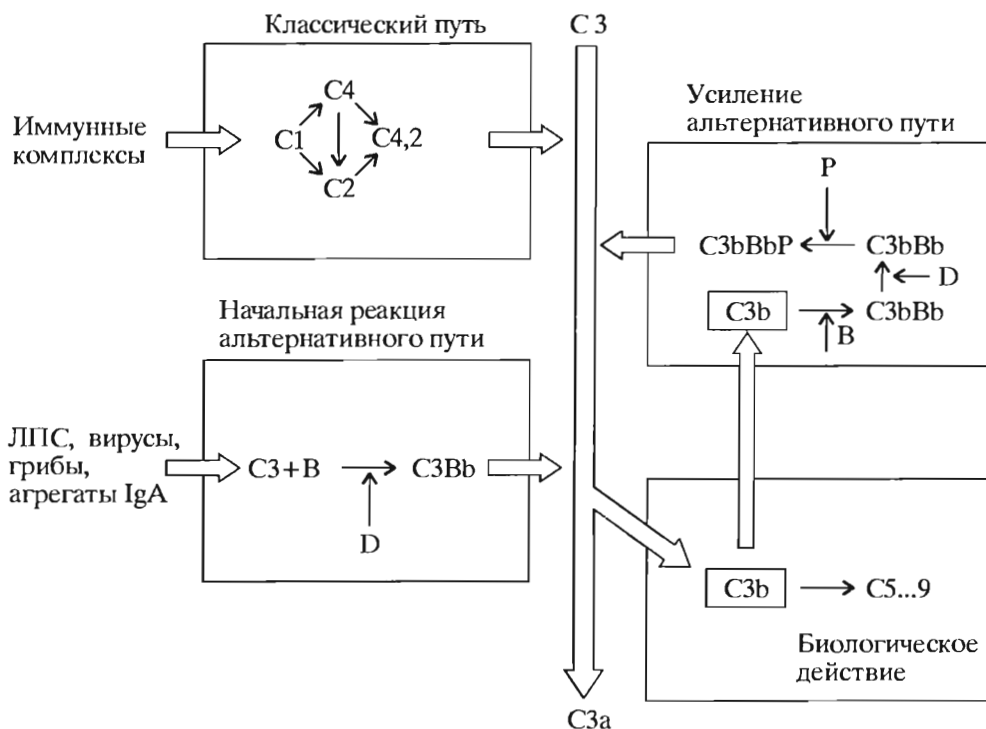 Классический путь
С 3
Иммунные
комплексы
C4
C1
C4,2
C2
Усиление
альтернативного пути
P
C3bBbP
C3bBb
D
C3b
C3bBb
B
Начальная реакция
альтернативного пути
ЛПС, вирусы,
грибы,
агрегаты IgA
C3+B
C3Bb
D
C3b
C5...9
Биологическое
действие
C3a